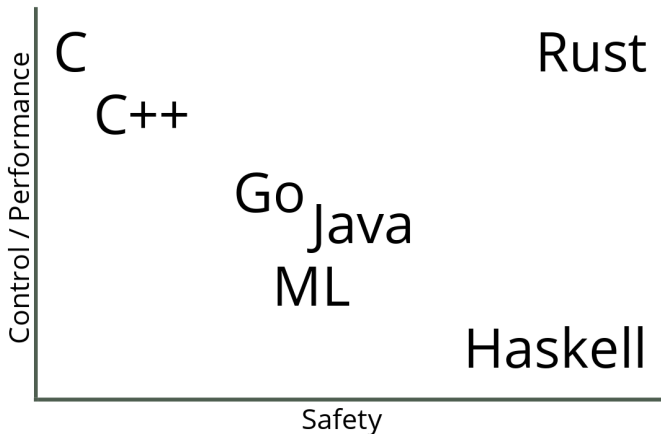 Control / Performance
C
Rust
C++
Go
Java
ML
Haskell
Safety